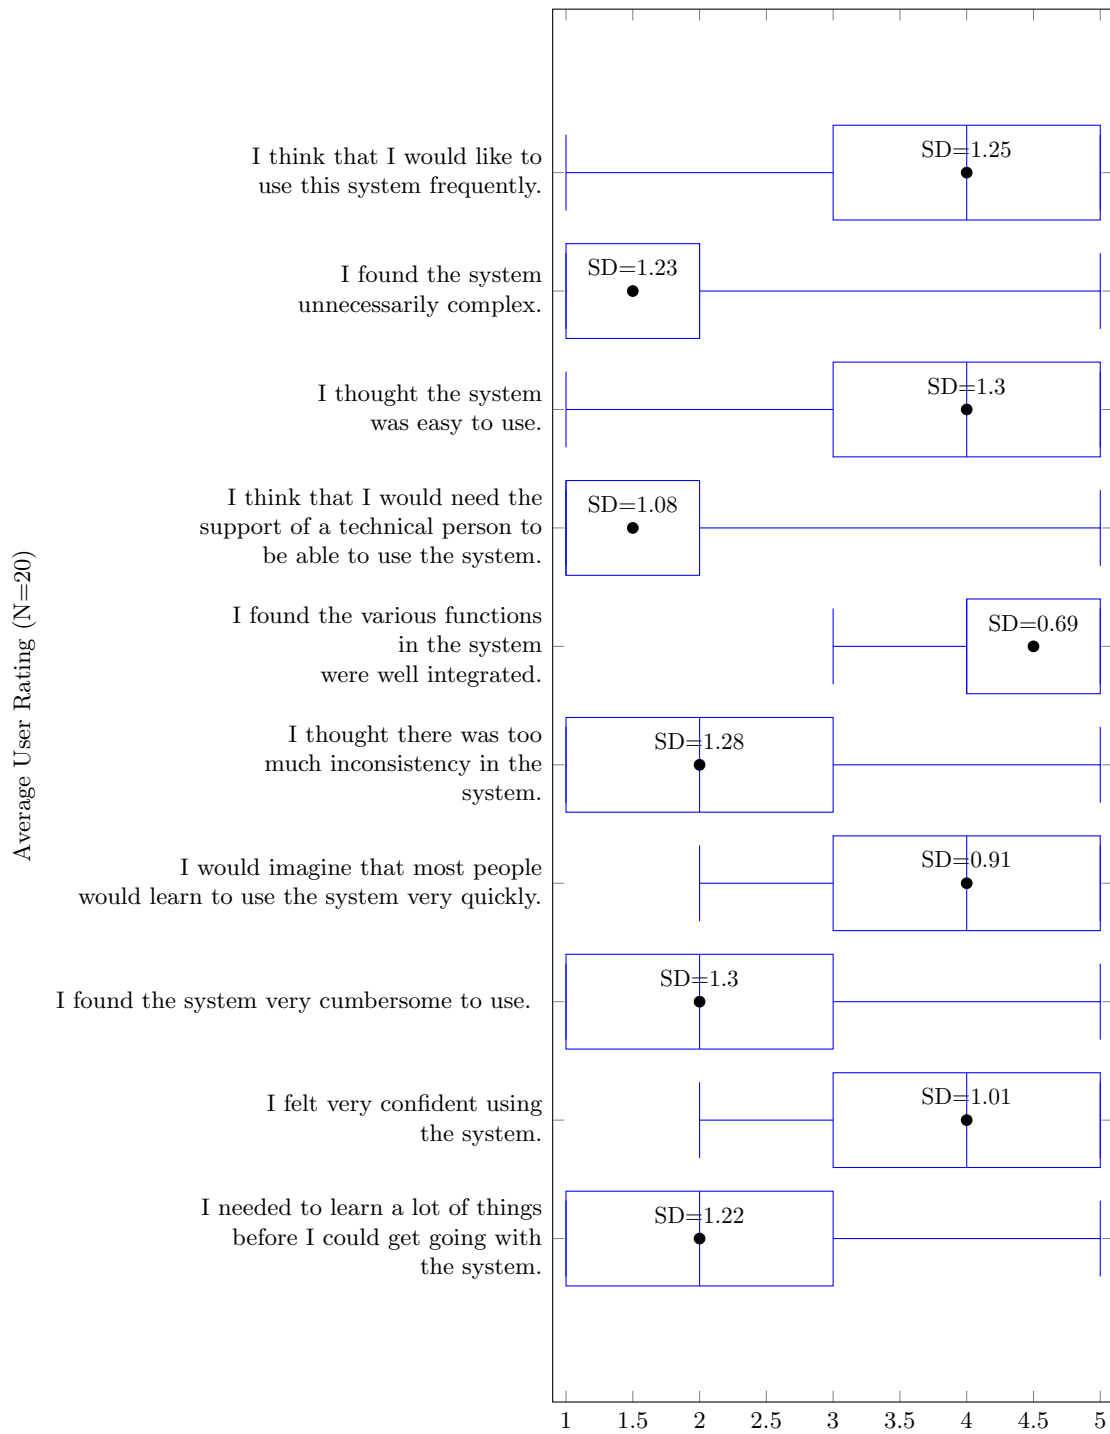 I think that I would like to
use this system frequently.
SD=1.25
I found the system
unnecessarily complex.
SD=1.23
I thought the system
was easy to use.
SD=1.3
I think that I would need the
support of a technical person to
be able to use the system.
SD=1.08
I found the various functions
in the system
were well integrated.
SD=0.69
Average User Rating (N=20)
I thought there was too
much inconsistency in the
system.
SD=1.28
I would imagine that most people
would learn to use the system very quickly.
SD=0.91
I found the system very cumbersome to use.
SD=1.3
I felt very confident using
the system.
SD=1.01
I needed to learn a lot of things
before I could get going with
the system.
SD=1.22
1 1.5 2 2.5 3 3.5 4 4.5 5